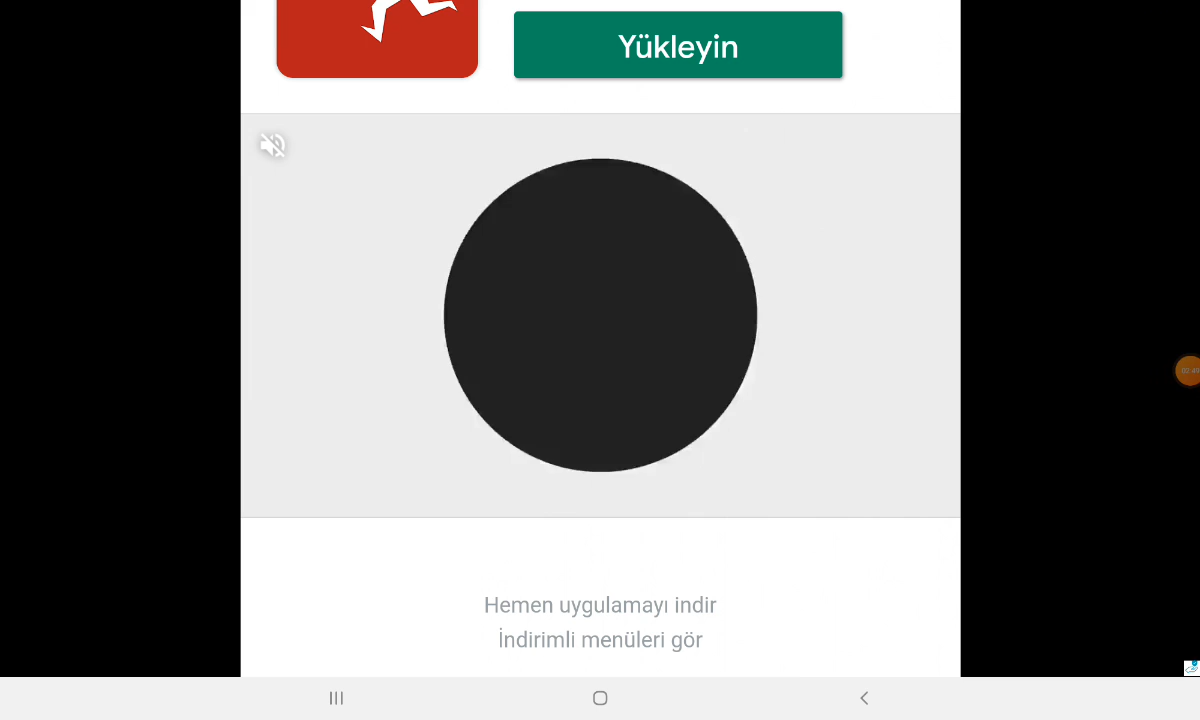 Yükleyin
Hemen uygulamayı indir
İndirimli menüleri gör